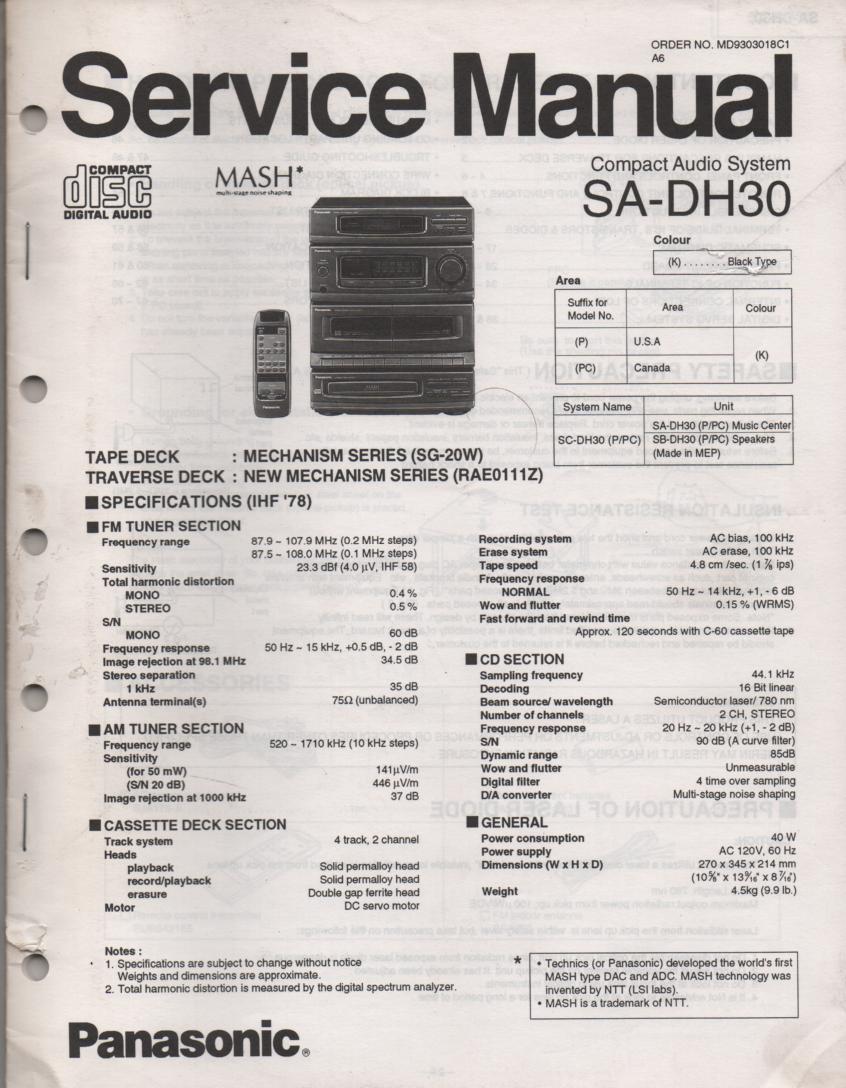 ORDER NO. MD9303018C1
A6
Service Manual
COMPACT
disc
DIGITAL AUDIO
MASH*
multi-stage noise shaping
Compact Audio System
SA-DH30
Colour
(K) ........ Black Type
Area
Suffix for Model No. Area Colour
(P) U.S.A (K)
(PC) Canada
System Name Unit
SC-DH30 (P/PC) SA-DH30 (P/PC) Music Center
SB-DH30 (P/PC) Speakers
(Made in MEP)
TAPE DECK : MECHANISM SERIES (SG-20W)
TRAVERSE DECK : NEW MECHANISM SERIES (RAE0111Z)
■ SPECIFICATIONS (IHF '78)
■ FM TUNER SECTION
Frequency range 87.9 ~ 107.9 MHz (0.2 MHz steps)
87.5 ~ 108.0 MHz (0.1 MHz steps)
Sensitivity 23.3 dBf (4.0 µV, IHF 58)
Total harmonic distortion
MONO 0.4 %
STEREO 0.5 %
S/N
MONO 60 dB
Frequency response 50 Hz ~ 15 kHz, +0.5 dB, - 2 dB
Image rejection at 98.1 MHz 34.5 dB
Stereo separation
1 kHz 35 dB
Antenna terminal(s) 75Ω (unbalanced)
■ AM TUNER SECTION
Frequency range 520 ~ 1710 kHz (10 kHz steps)
Sensitivity
(for 50 mW) 141µV/m
(S/N 20 dB) 446 µV/m
Image rejection at 1000 kHz 37 dB
■ CASSETTE DECK SECTION
Track system 4 track, 2 channel
Heads
playback Solid permalloy head
record/playback Solid permalloy head
erasure Double gap ferrite head
Motor DC servo motor
Recording system AC bias, 100 kHz
Erase system AC erase, 100 kHz
Tape speed 4.8 cm /sec. (1 ⅞ ips)
Frequency response
NORMAL 50 Hz ~ 14 kHz, +1, - 6 dB
Wow and flutter 0.15 % (WRMS)
Fast forward and rewind time
Approx. 120 seconds with C-60 cassette tape
■ CD SECTION
Sampling frequency 44.1 kHz
Decoding 16 Bit linear
Beam source/ wavelength Semiconductor laser/ 780 nm
Number of channels 2 CH, STEREO
Frequency response 20 Hz ~ 20 kHz (+1, - 2 dB)
S/N 90 dB (A curve filter)
Dynamic range 85dB
Wow and flutter Unmeasurable
Digital filter 4 time over sampling
D/A converter Multi-stage noise shaping
■ GENERAL
Power consumption 40 W
Power supply AC 120V, 60 Hz
Dimensions (W x H x D) 270 x 345 x 214 mm
(10⅝" x 13⁹⁄₁₆" x 8⁷⁄₁₆")
Weight 4.5kg (9.9 lb.)
Notes :
1. Specifications are subject to change without notice
Weights and dimensions are approximate.
2. Total harmonic distortion is measured by the digital spectrum analyzer.
* • Technics (or Panasonic) developed the world's first
MASH type DAC and ADC. MASH technology was
invented by NTT (LSI labs).
• MASH is a trademark of NTT.
Panasonic®